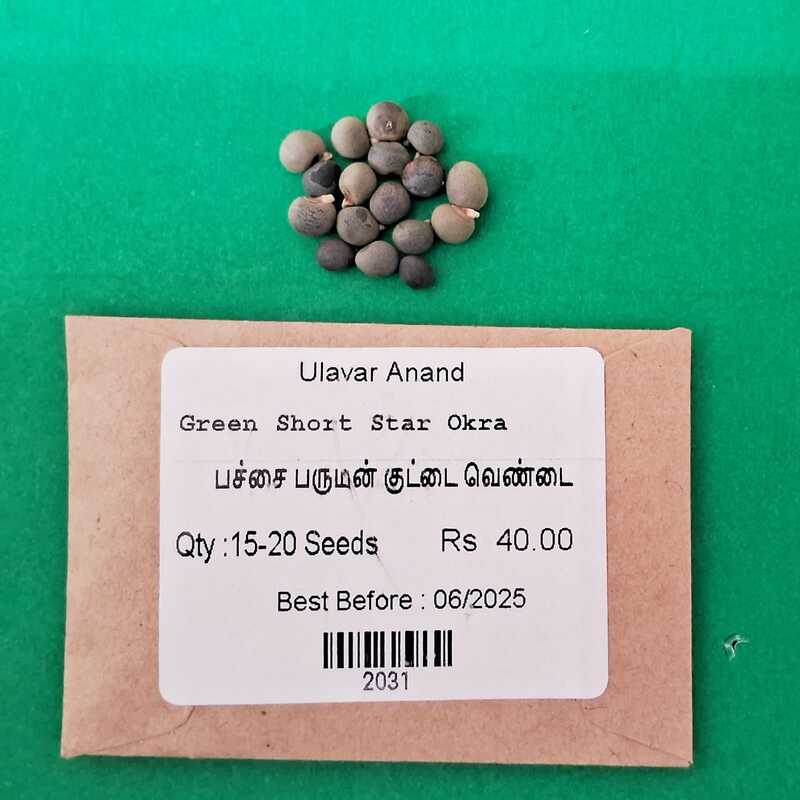 Ulavar Anand
Green Short Star Okra
பச்சை பருமன் குட்டை வெண்டை
Qty :15-20 Seeds Rs 40.00
Best Before : 06/2025
2031